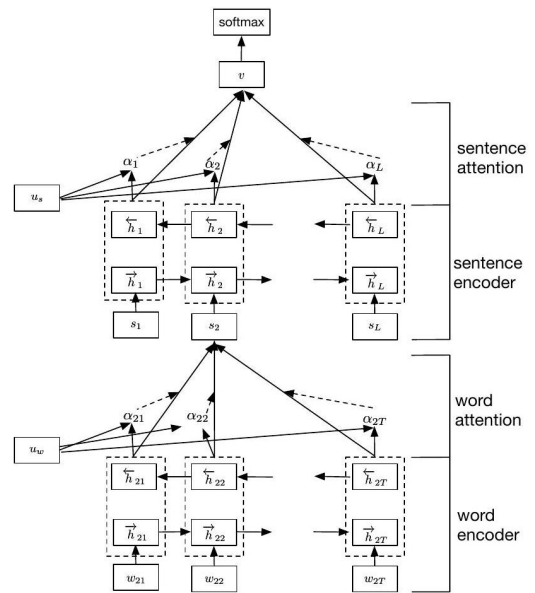 softmax
v
α1 α2 αL
sentence
attention
us
←h1 ←h2 ←hL
→h1 →h2 →hL
sentence
encoder
s1 s2 sL
α21 α22 α2T
word
attention
uw
←h21 ←h22 ←h2T
→h21 →h22 →h2T
word
encoder
w21 w22 w2T